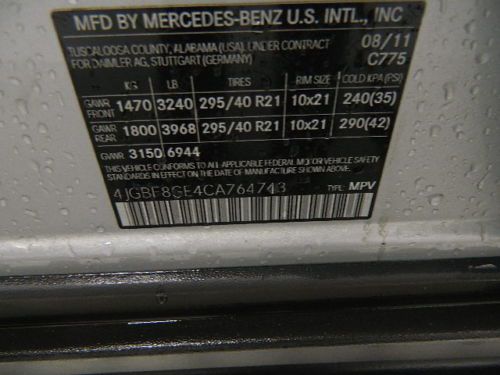 MFD BY MERCEDES-BENZ U.S. INTL., INC
TUSCALOOSA COUNTY, ALABAMA (USA), UNDER CONTRACT 08/11
FOR DAIMLER AG, STUTTGART (GERMANY) C775
KG LB TIRES RIM SIZE COLD KPA (PSI)
GAWR FRONT 1470 3240 295/40 R21 10x21 240(35)
GAWR REAR 1800 3968 295/40 R21 10x21 290(42)
GVWR 3150 6944
THIS VEHICLE CONFORMS TO ALL APPLICABLE FEDERAL MOTOR VEHICLE SAFETY
STANDARDS IN EFFECT ON THE DATE OF MANUFACTURE SHOWN ABOVE.
4JGBF8GE4CA764743 TYPE: MPV